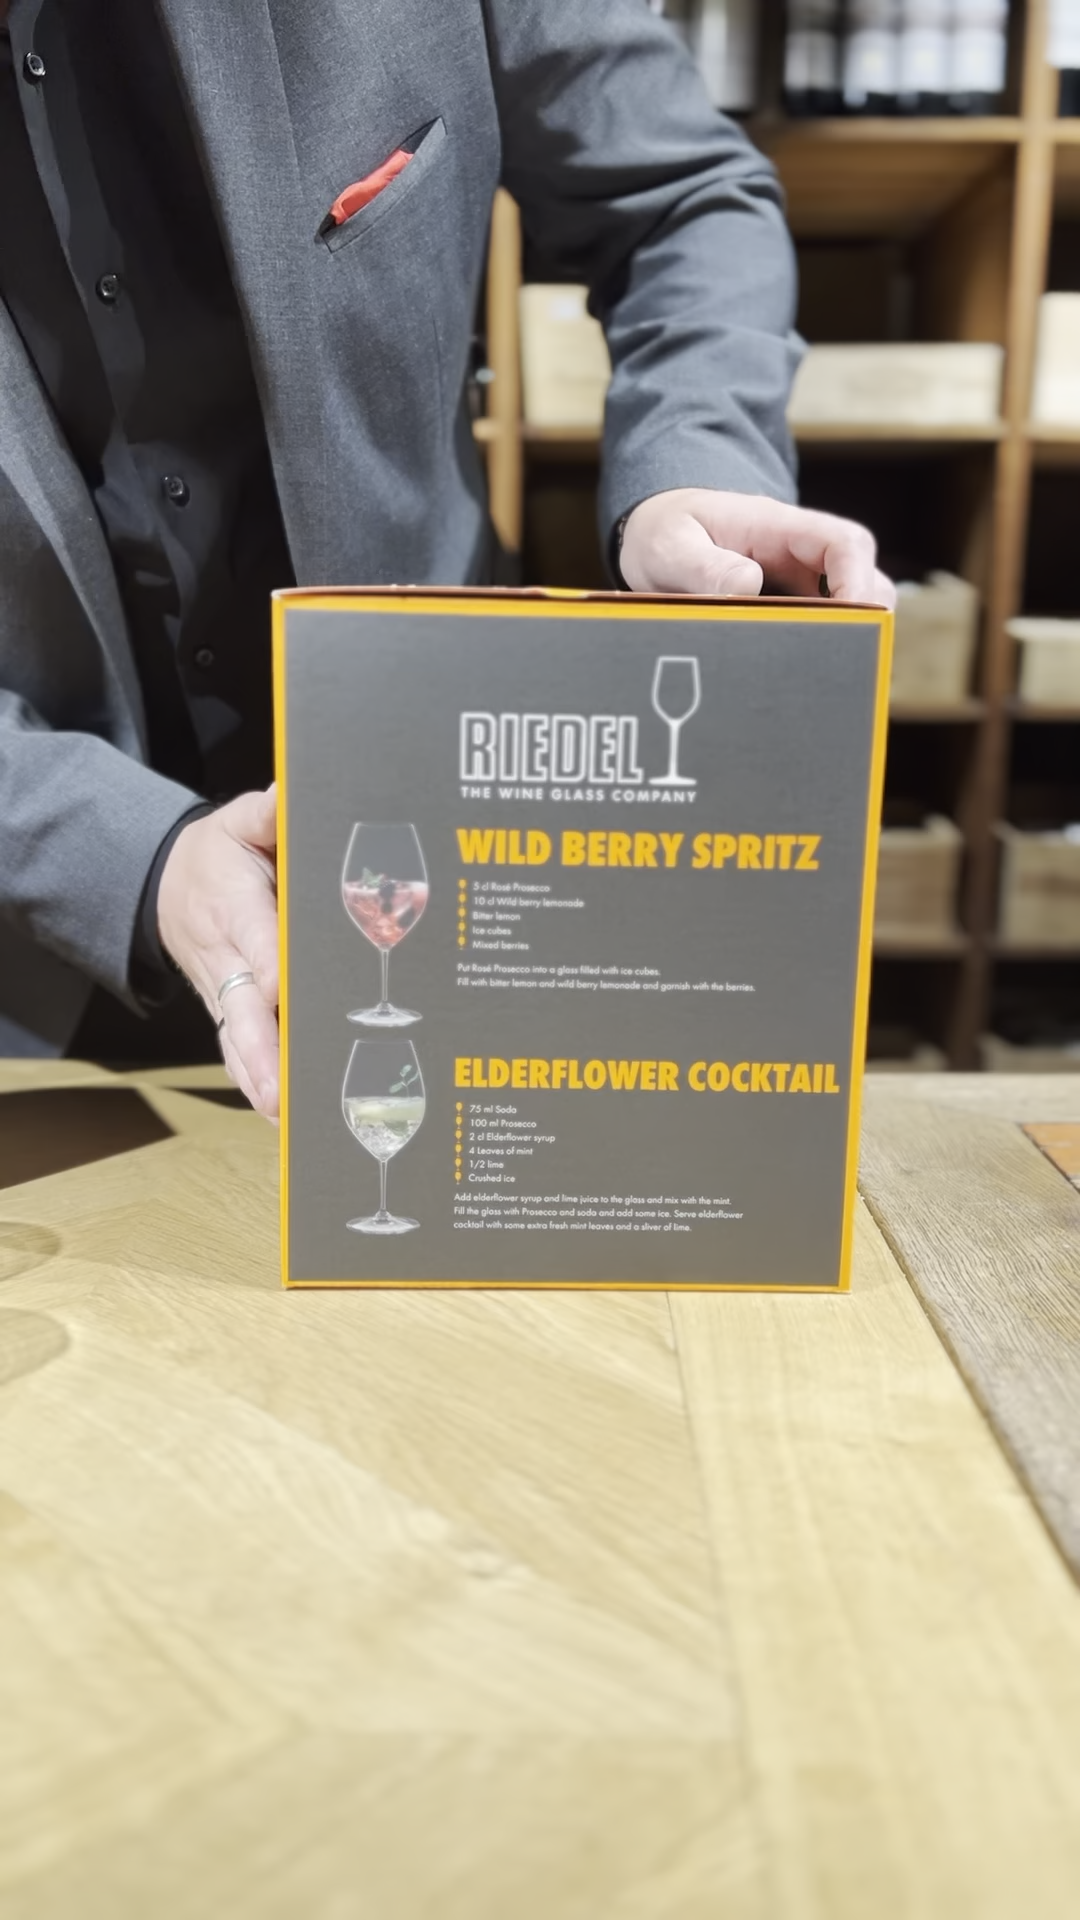 RIEDEL
THE WINE GLASS COMPANY
WILD BERRY SPRITZ
5 cl Rosé Prosecco
10 cl Wild berry lemonade
Bitter lemon
Ice cubes
Mixed berries
Put Rosé Prosecco into a glass filled with ice cubes.
Fill with bitter lemon and wild berry lemonade and garnish with the berries.
ELDERFLOWER COCKTAIL
75 ml Soda
100 ml Prosecco
2 cl Elderflower syrup
4 Leaves of mint
1/2 lime
Crushed ice
Add elderflower syrup and lime juice to the glass and mix with the mint.
Fill the glass with Prosecco and soda and add some ice. Serve elderflower
cocktail with some extra fresh mint leaves and a sliver of lime.